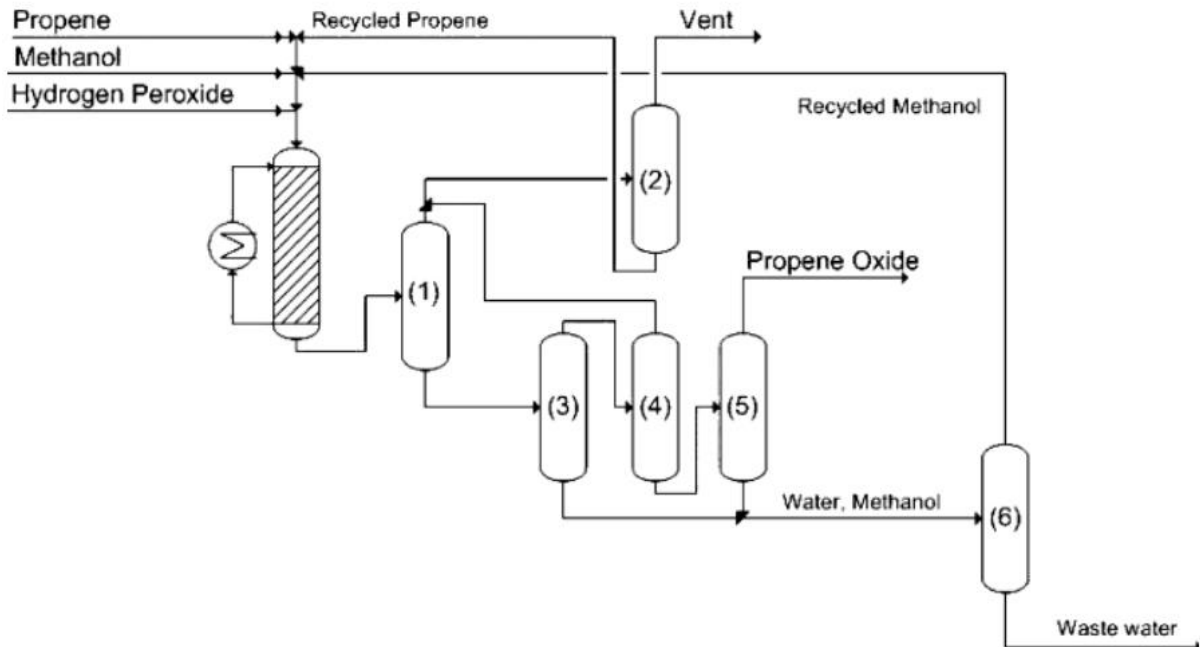 Propene
Recycled Propene
Vent
Methanol
Hydrogen Peroxide
Recycled Methanol
(2)
Propene Oxide
(1)
(3)
(4)
(5)
Water, Methanol
(6)
Waste water